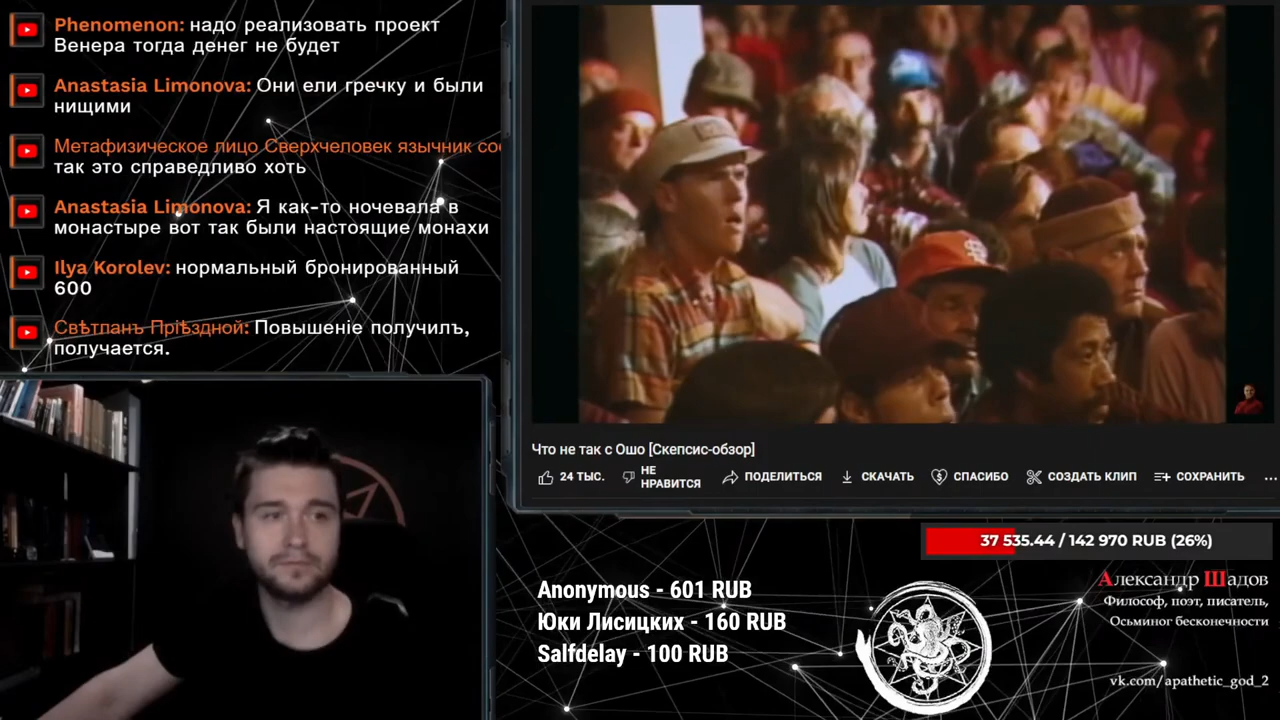 Phenomenon: надо реализовать проект
Венера тогда денег не будет
Anastasia Limonova: Они ели гречку и были
нищими
Метафизическое лицо Сверхчеловек язычник сос
так это справедливо хоть
Anastasia Limonova: Я как-то ночевала в
монастыре вот так были настоящие монахи
Ilya Korolev: нормальный бронированный
600
Свѣтланъ Прiѣздной: Повышенiе получилъ,
получается.
Что не так с Ошо [Скепсис-обзор]
24 ТЫС.
НЕ НРАВИТСЯ
ПОДЕЛИТЬСЯ
СКАЧАТЬ
СПАСИБО
СОЗДАТЬ КЛИП
СОХРАНИТЬ
37 535.44 / 142 970 RUB (26%)
Anonymous - 601 RUB
Юки Лисицких - 160 RUB
Salfdelay - 100 RUB
Александр Шадов
Философ, поэт, писатель,
Осьминог бесконечности
vk.com/apathetic_god_2